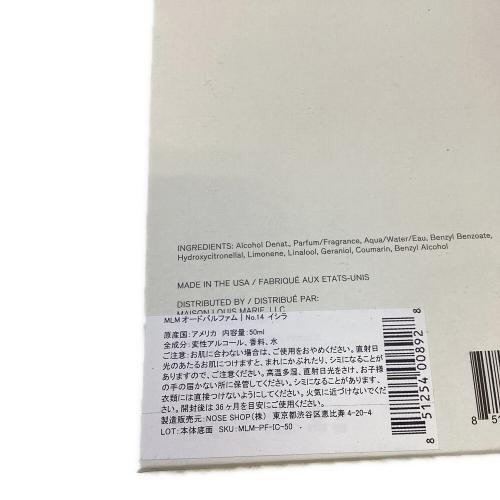 INGREDIENTS: Alcohol Denat., Parfum/Fragrance, Aqua/Water/Eau, Benzyl Benzoate,
Hydroxycitronellal, Limonene, Linalool, Geraniol, Coumarin, Benzyl Alcohol
MADE IN THE USA / FABRIQUÉ AUX ETATS-UNIS
DISTRIBUTED BY / DISTRIBUÉ PAR:
MAISON LOUIS MARIE, LLC
MLM オードパルファム | No.14 イシラ
原産国:アメリカ 内容量:50ml
全成分:変性アルコール、香料、水
ご注意:お肌に合わない場合は、ご使用をおやめください。直射日
光のあたるお肌につけますと、まれにかぶれたり、シミになることが
ありますので、ご注意ください。高温多湿、直射日光をさけ、お子様
の手の届かない所に保管してください。シミになることがあります、
衣類には直接つけないようにしてください。火気に近づけないでくだ
さい。開封後は36ヶ月を目安にご使用ください。
製造販売元:NOSE SHOP(株) 東京都渋谷区恵比寿4-20-4
LOT:本体底面 SKU:MLM-PF-IC-50
8 51254 00892 8
8 5